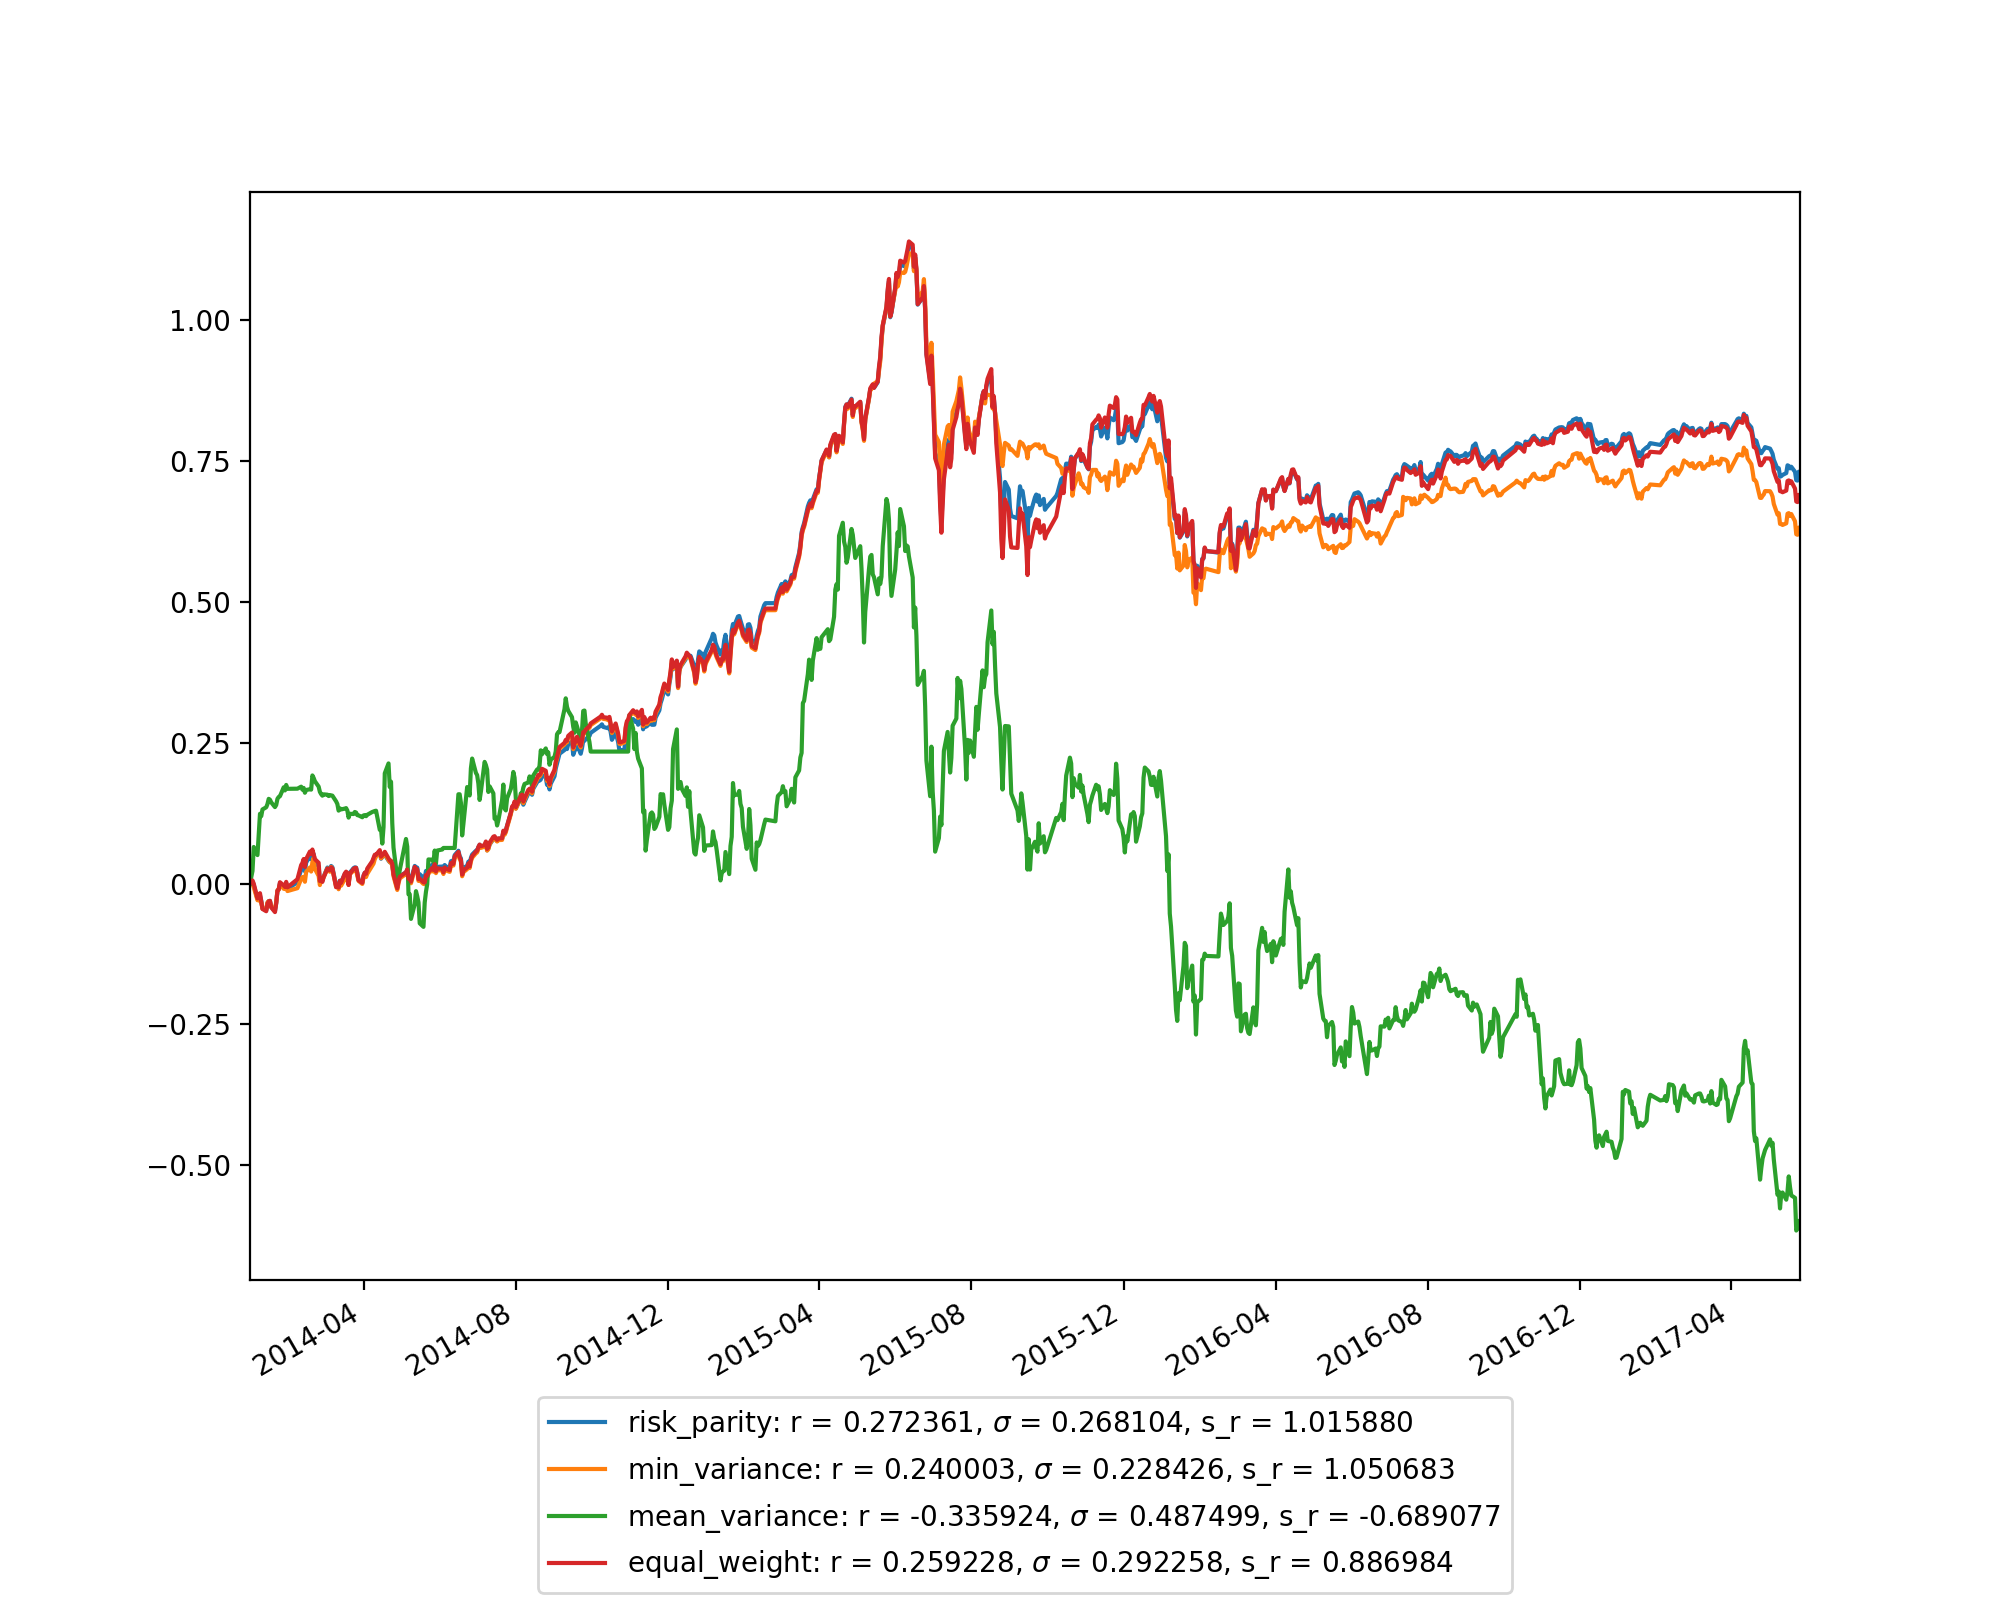 1.00
0.75
0.50
0.25
0.00
−0.25
−0.50
2014-04 2014-08 2014-12 2015-04 2015-08 2015-12 2016-04 2016-08 2016-12 2017-04
risk_parity: r = 0.272361, σ = 0.268104, s_r = 1.015880
min_variance: r = 0.240003, σ = 0.228426, s_r = 1.050683
mean_variance: r = -0.335924, σ = 0.487499, s_r = -0.689077
equal_weight: r = 0.259228, σ = 0.292258, s_r = 0.886984